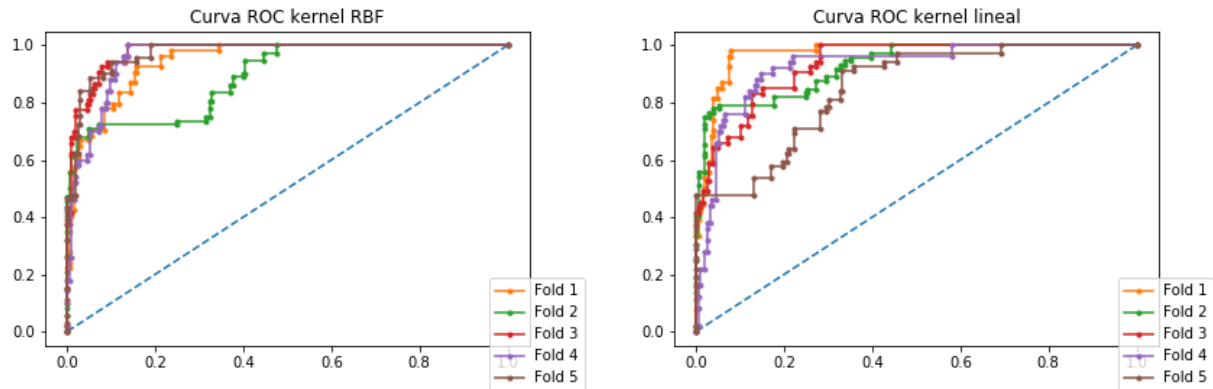 Curva ROC kernel RBF
1.0
0.8
0.6
0.4
0.2
0.0
0.0 0.2 0.4 0.6 0.8 1.0
Fold 1
Fold 2
Fold 3
Fold 4
Fold 5
Curva ROC kernel lineal
1.0
0.8
0.6
0.4
0.2
0.0
0.0 0.2 0.4 0.6 0.8 1.0
Fold 1
Fold 2
Fold 3
Fold 4
Fold 5